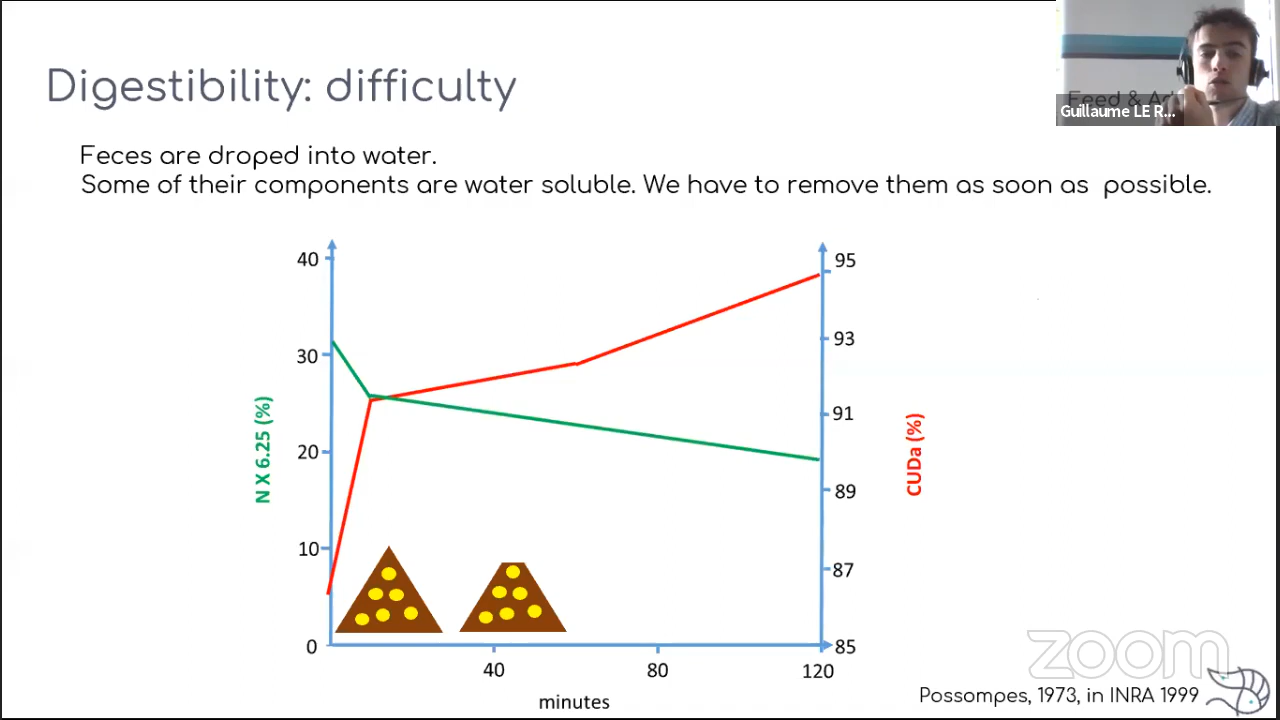 Digestibility: difficulty
Feed & Ad
Guillaume LE R...
Feces are droped into water.
Some of their components are water soluble. We have to remove them as soon as possible.
40
30
20
10
0
N X 6.25 (%)
95
93
91
89
87
85
CUDa (%)
40
80
120
minutes
zoom
Possompes, 1973, in INRA 1999